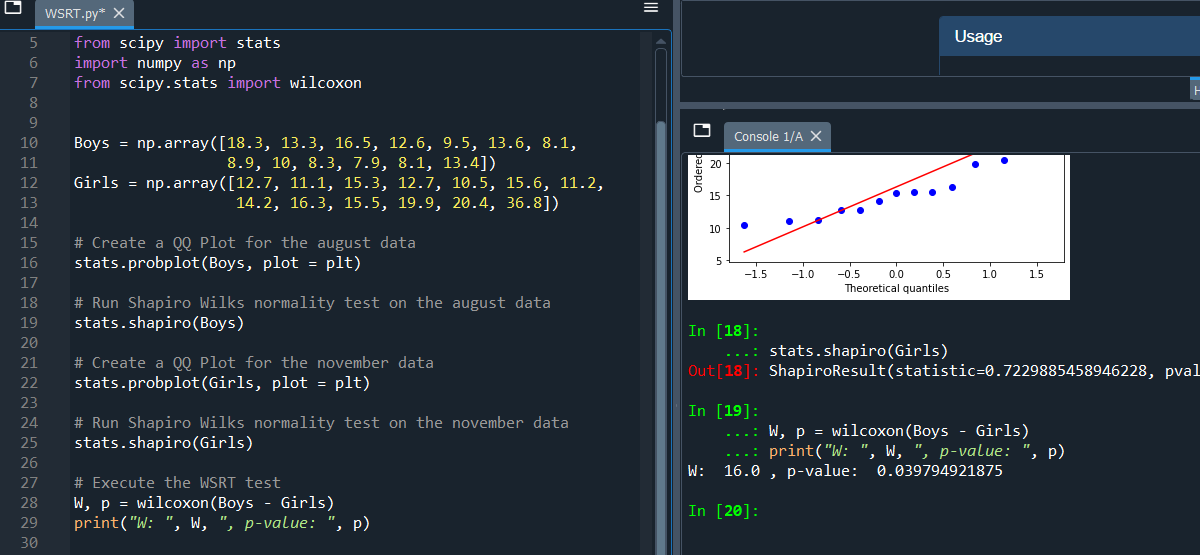 WSRT.py*
5 from scipy import stats
6 import numpy as np
7 from scipy.stats import wilcoxon
8
9
10 Boys = np.array([18.3, 13.3, 16.5, 12.6, 9.5, 13.6, 8.1,
11 8.9, 10, 8.3, 7.9, 8.1, 13.4])
12 Girls = np.array([12.7, 11.1, 15.3, 12.7, 10.5, 15.6, 11.2,
13 14.2, 16.3, 15.5, 19.9, 20.4, 36.8])
14
15 # Create a QQ Plot for the august data
16 stats.probplot(Boys, plot = plt)
17
18 # Run Shapiro Wilks normality test on the august data
19 stats.shapiro(Boys)
20
21 # Create a QQ Plot for the november data
22 stats.probplot(Girls, plot = plt)
23
24 # Run Shapiro Wilks normality test on the november data
25 stats.shapiro(Girls)
26
27 # Execute the WSRT test
28 W, p = wilcoxon(Boys - Girls)
29 print("W: ", W, ", p-value: ", p)
30
Usage
H
Console 1/A
Ordered
20
15
10
5
−1.5 −1.0 −0.5 0.0 0.5 1.0 1.5
Theoretical quantiles
In [18]:
...: stats.shapiro(Girls)
Out[18]: ShapiroResult(statistic=0.7229885458946228, pval
In [19]:
...: W, p = wilcoxon(Boys - Girls)
...: print("W: ", W, ", p-value: ", p)
W:  16.0 , p-value:  0.039794921875
In [20]: